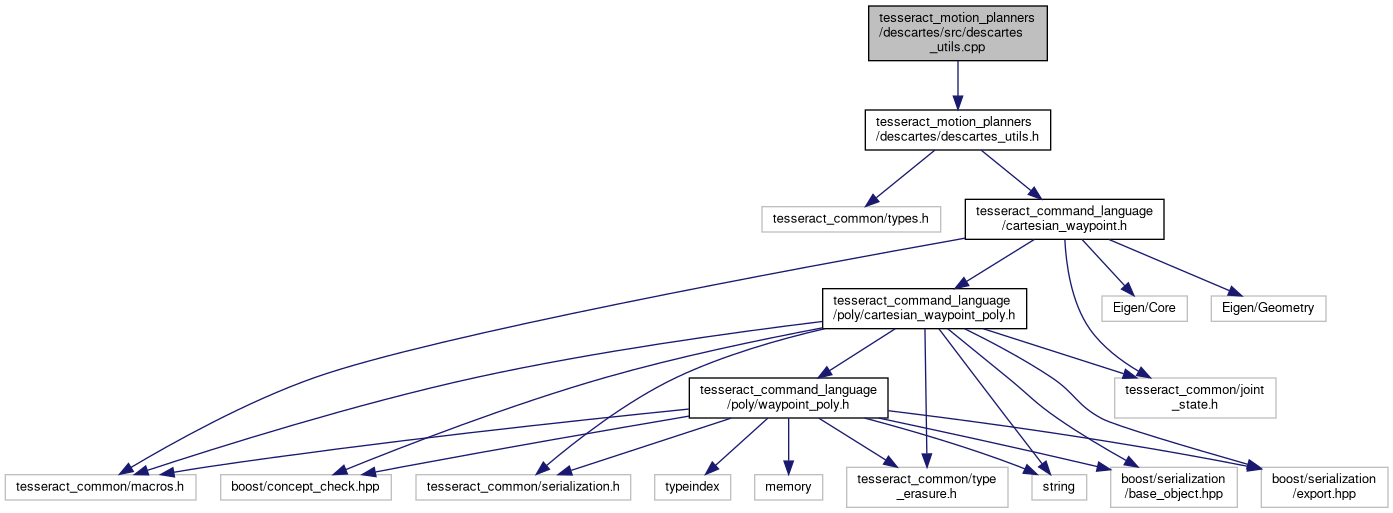 tesseract_motion_planners
/descartes/src/descartes
_utils.cpp
tesseract_motion_planners
/descartes/descartes_utils.h
tesseract_common/types.h
tesseract_command_language
/cartesian_waypoint.h
tesseract_command_language
/poly/cartesian_waypoint_poly.h
Eigen/Core
Eigen/Geometry
tesseract_command_language
/poly/waypoint_poly.h
tesseract_common/joint
_state.h
tesseract_common/macros.h
boost/concept_check.hpp
tesseract_common/serialization.h
typeindex
memory
tesseract_common/type
_erasure.h
string
boost/serialization
/base_object.hpp
boost/serialization
/export.hpp